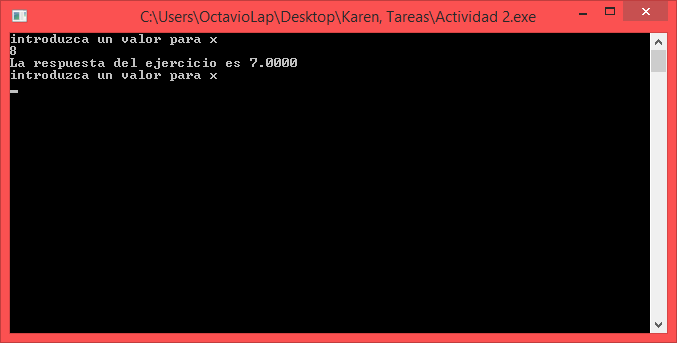 C:\Users\OctavioLap\Desktop\Karen, Tareas\Actividad 2.exe
introduzca un valor para x
8
La respuesta del ejercicio es 7.0000
introduzca un valor para x